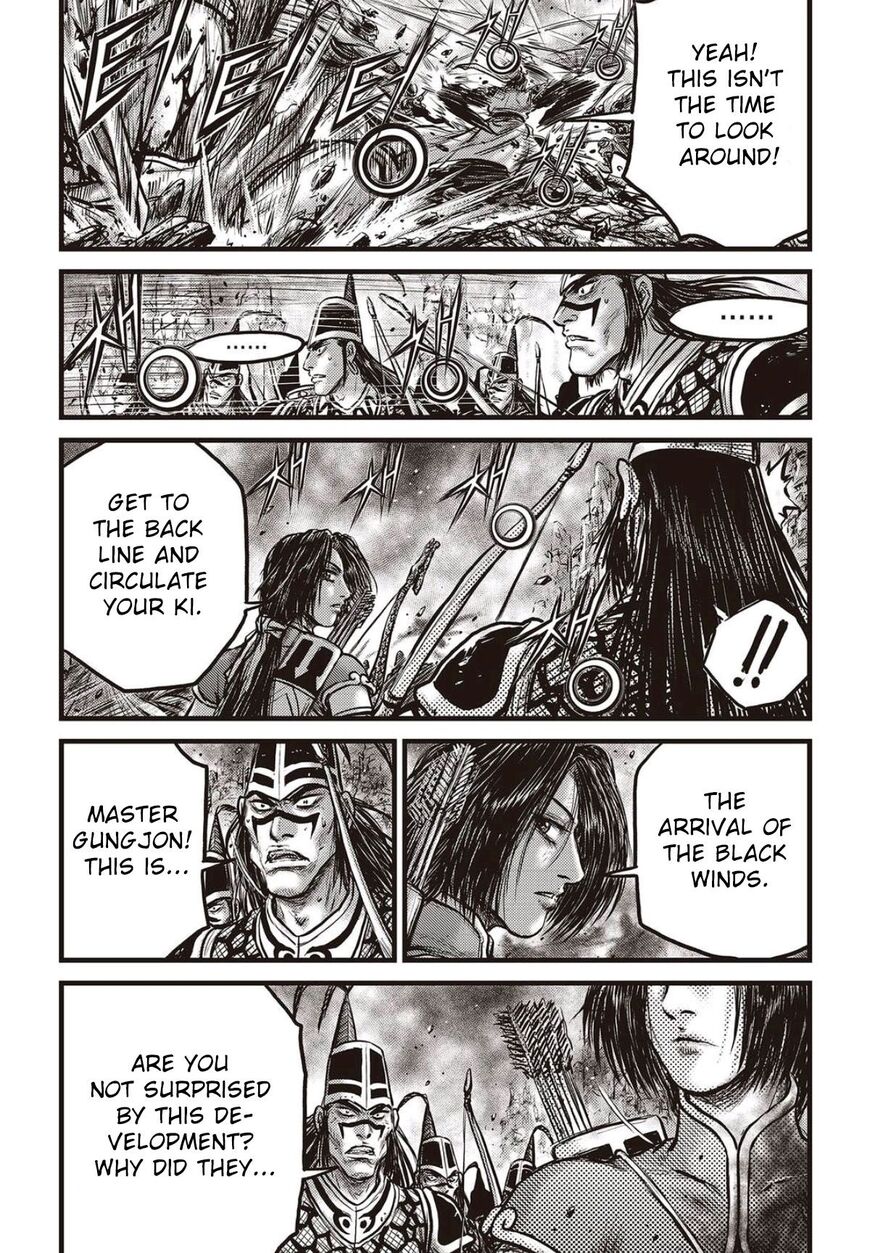 YEAH!
THIS ISN'T
THE TIME
TO LOOK
AROUND!
......
......
GET TO
THE BACK
LINE AND
CIRCULATE
YOUR KI.
!!
THE
ARRIVAL OF
THE BLACK
WINDS.
MASTER
GUNGJON!
THIS IS...
ARE YOU
NOT SURPRISED
BY THIS DE-
VELOPMENT?
WHY DID THEY...